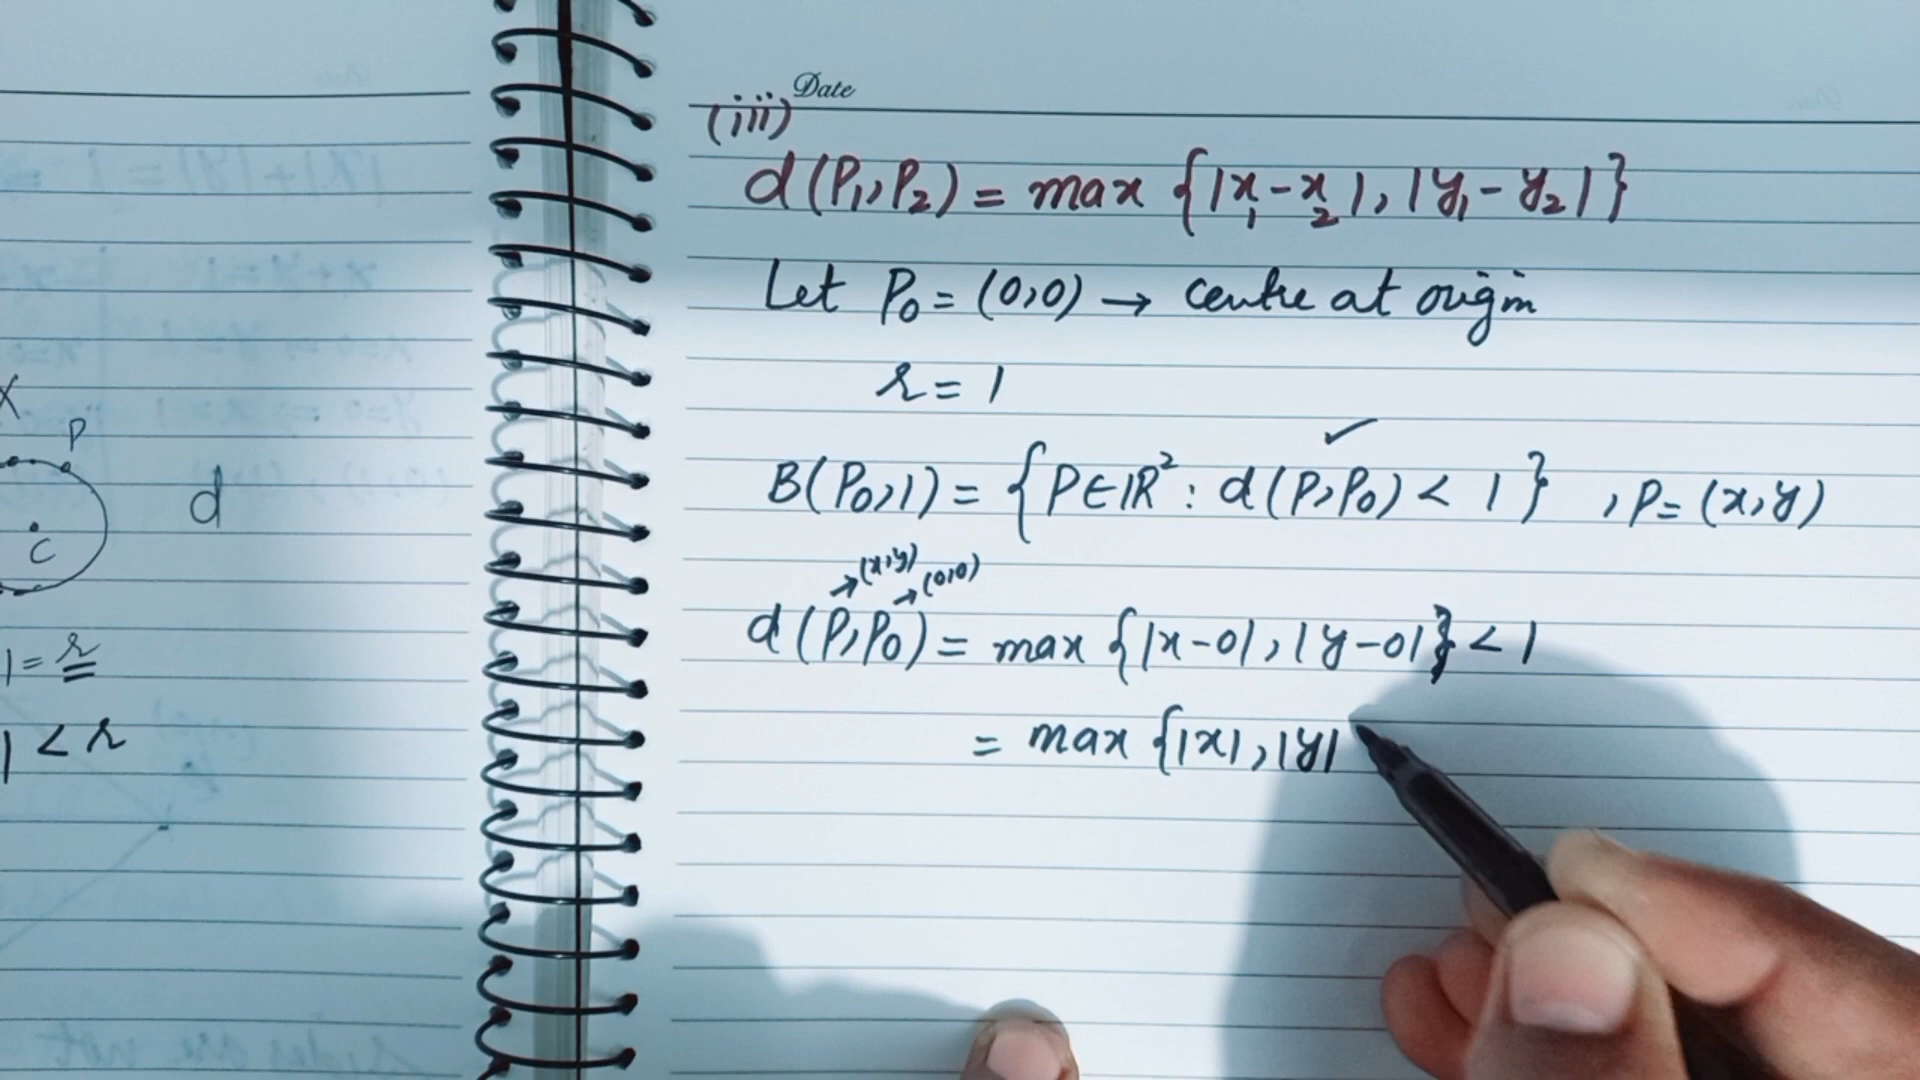 Date
(iii)
d(P₁,P₂) = max {|x₁-x₂|, |y₁-y₂|}
Let P₀ = (0,0) → centre at origin
r = 1
B(P₀,1) = {P∈ℝ² : d(P,P₀) < 1} , P = (x,y)
→(x,y) →(0,0)
d(P,P₀) = max {|x-0|, |y-0|} < 1
= max {|x|, |y|
X
P
d
C
| = r
| < r